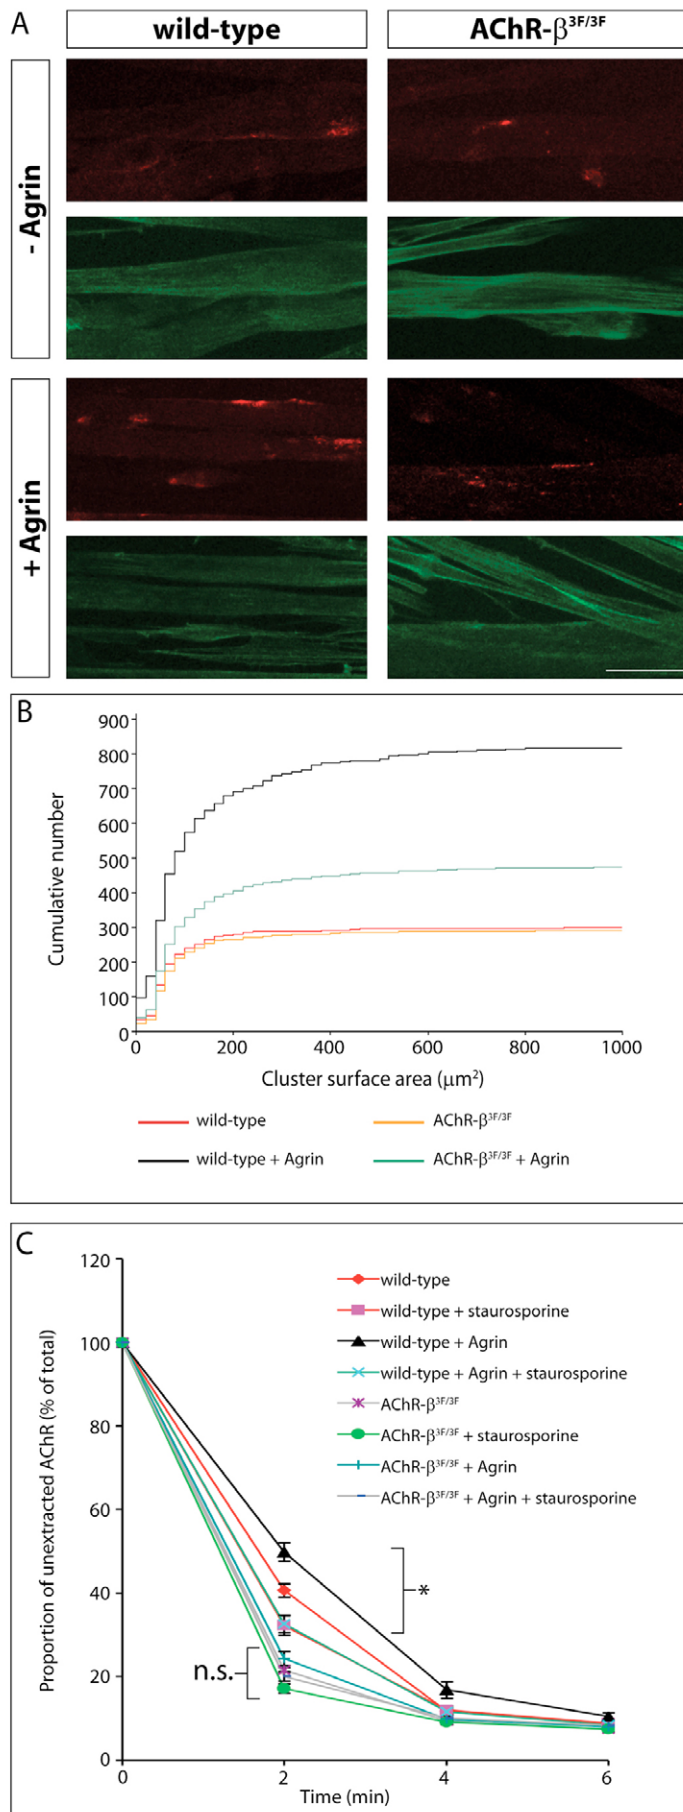 A
wild-type
AChR-β3F/3F
- Agrin
+ Agrin
B
900
800
700
600
500
400
300
200
100
0
Cumulative number
0 200 400 600 800 1000
Cluster surface area (μm²)
wild-type
AChR-β3F/3F
wild-type + Agrin
AChR-β3F/3F + Agrin
C
120
100
80
60
40
20
0
Proportion of unextracted AChR (% of total)
wild-type
wild-type + staurosporine
wild-type + Agrin
wild-type + Agrin + staurosporine
AChR-β3F/3F
AChR-β3F/3F + staurosporine
AChR-β3F/3F + Agrin
AChR-β3F/3F + Agrin + staurosporine
*
n.s.
0 2 4 6
Time (min)